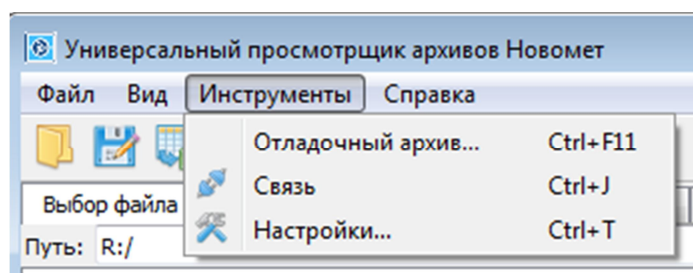 Универсальный просмотрщик архивов Новомет
Файл Вид Инструменты Справка
Отладочный архив... Ctrl+F11
Связь Ctrl+J
Выбор файла
Настройки... Ctrl+T
Путь: R:/